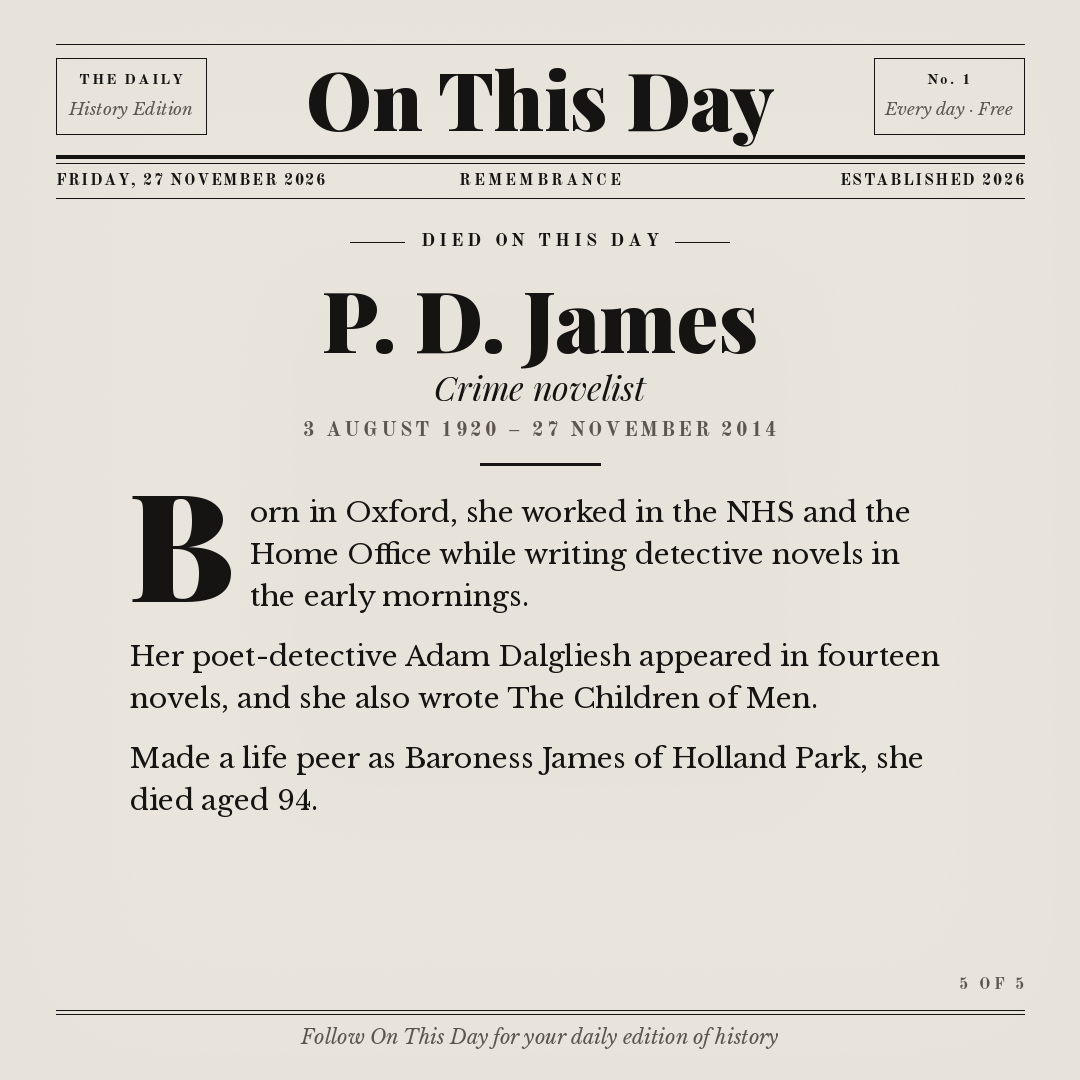 THE DAILY
History Edition
On This Day
No. 1
Every day · Free
FRIDAY, 27 NOVEMBER 2026
REMEMBRANCE
ESTABLISHED 2026
DIED ON THIS DAY
P. D. James
Crime novelist
3 AUGUST 1920 – 27 NOVEMBER 2014
Born in Oxford, she worked in the NHS and the
Home Office while writing detective novels in
the early mornings.
Her poet-detective Adam Dalgliesh appeared in fourteen
novels, and she also wrote The Children of Men.
Made a life peer as Baroness James of Holland Park, she
died aged 94.
5 OF 5
Follow On This Day for your daily edition of history